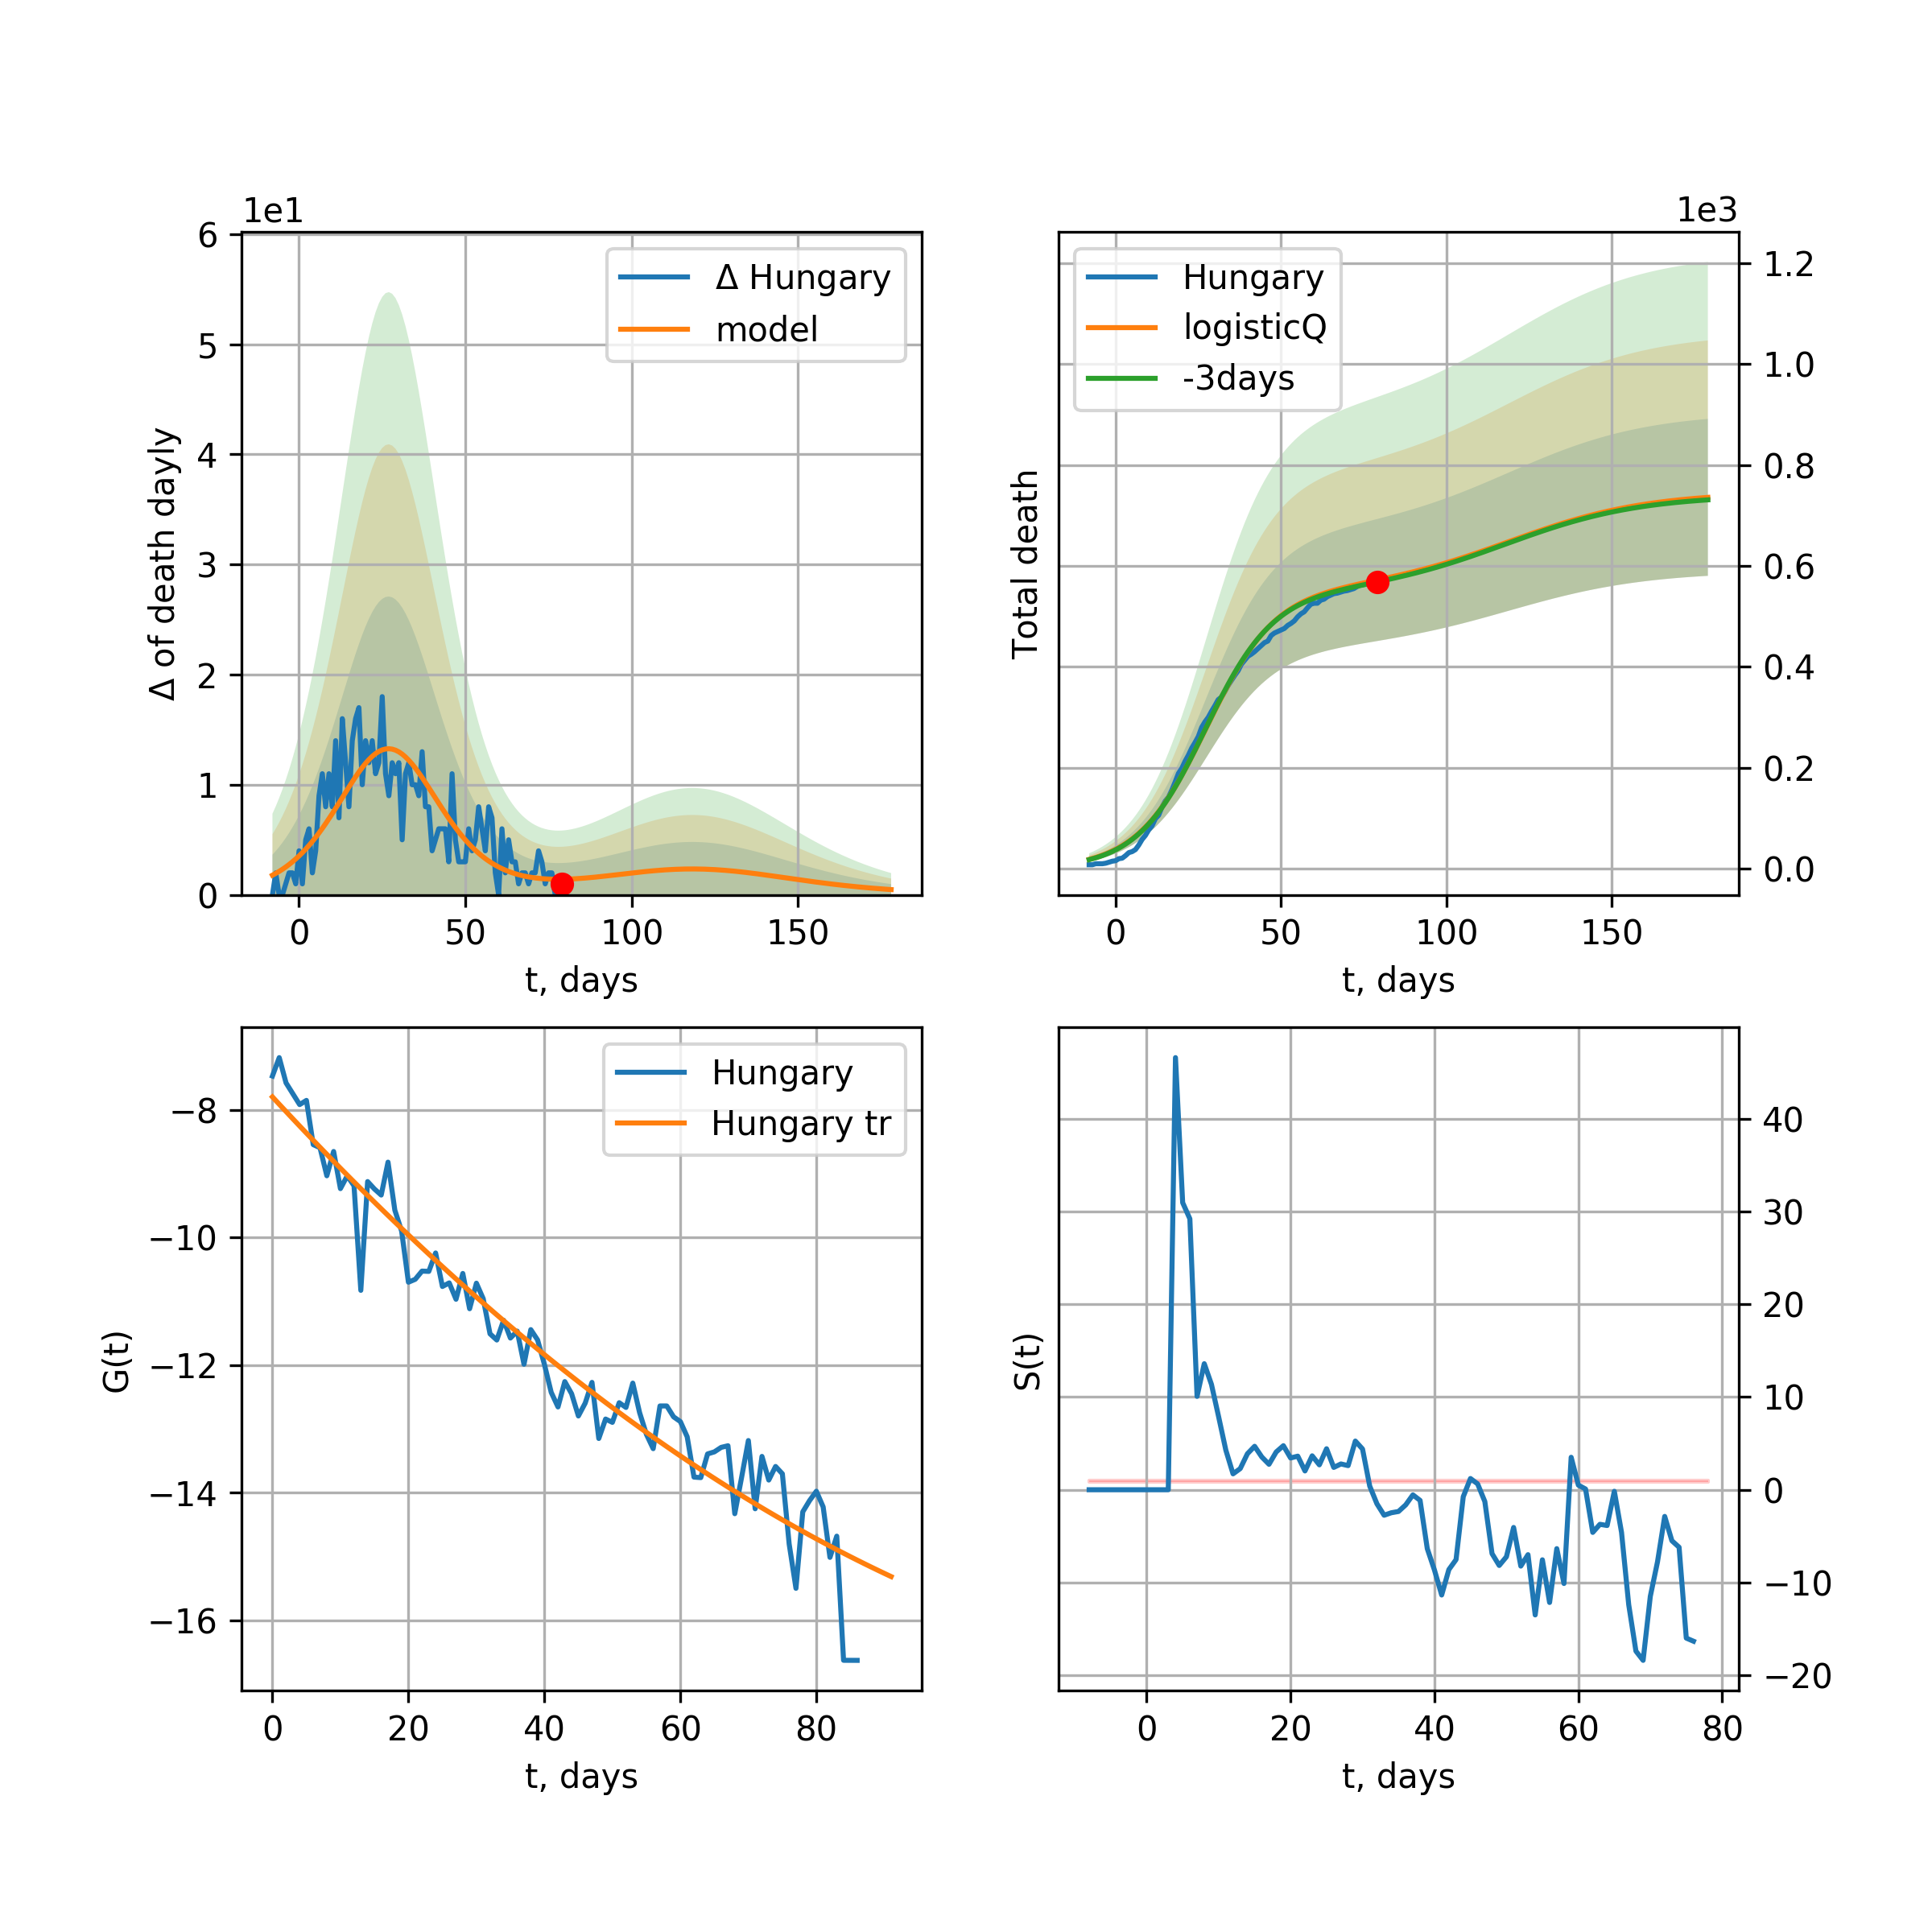 1e1
6
5
4
3
2
1
0
Δ of death dayly
Δ Hungary
model
0 50 100 150
t, days
1e3
Hungary
logisticQ
-3days
Total death
1.2
1.0
0.8
0.6
0.4
0.2
0.0
0 50 100 150
t, days
G(t)
−8
−10
−12
−14
−16
Hungary
Hungary tr
0 20 40 60 80
t, days
S(t)
40
30
20
10
0
−10
−20
0 20 40 60 80
t, days